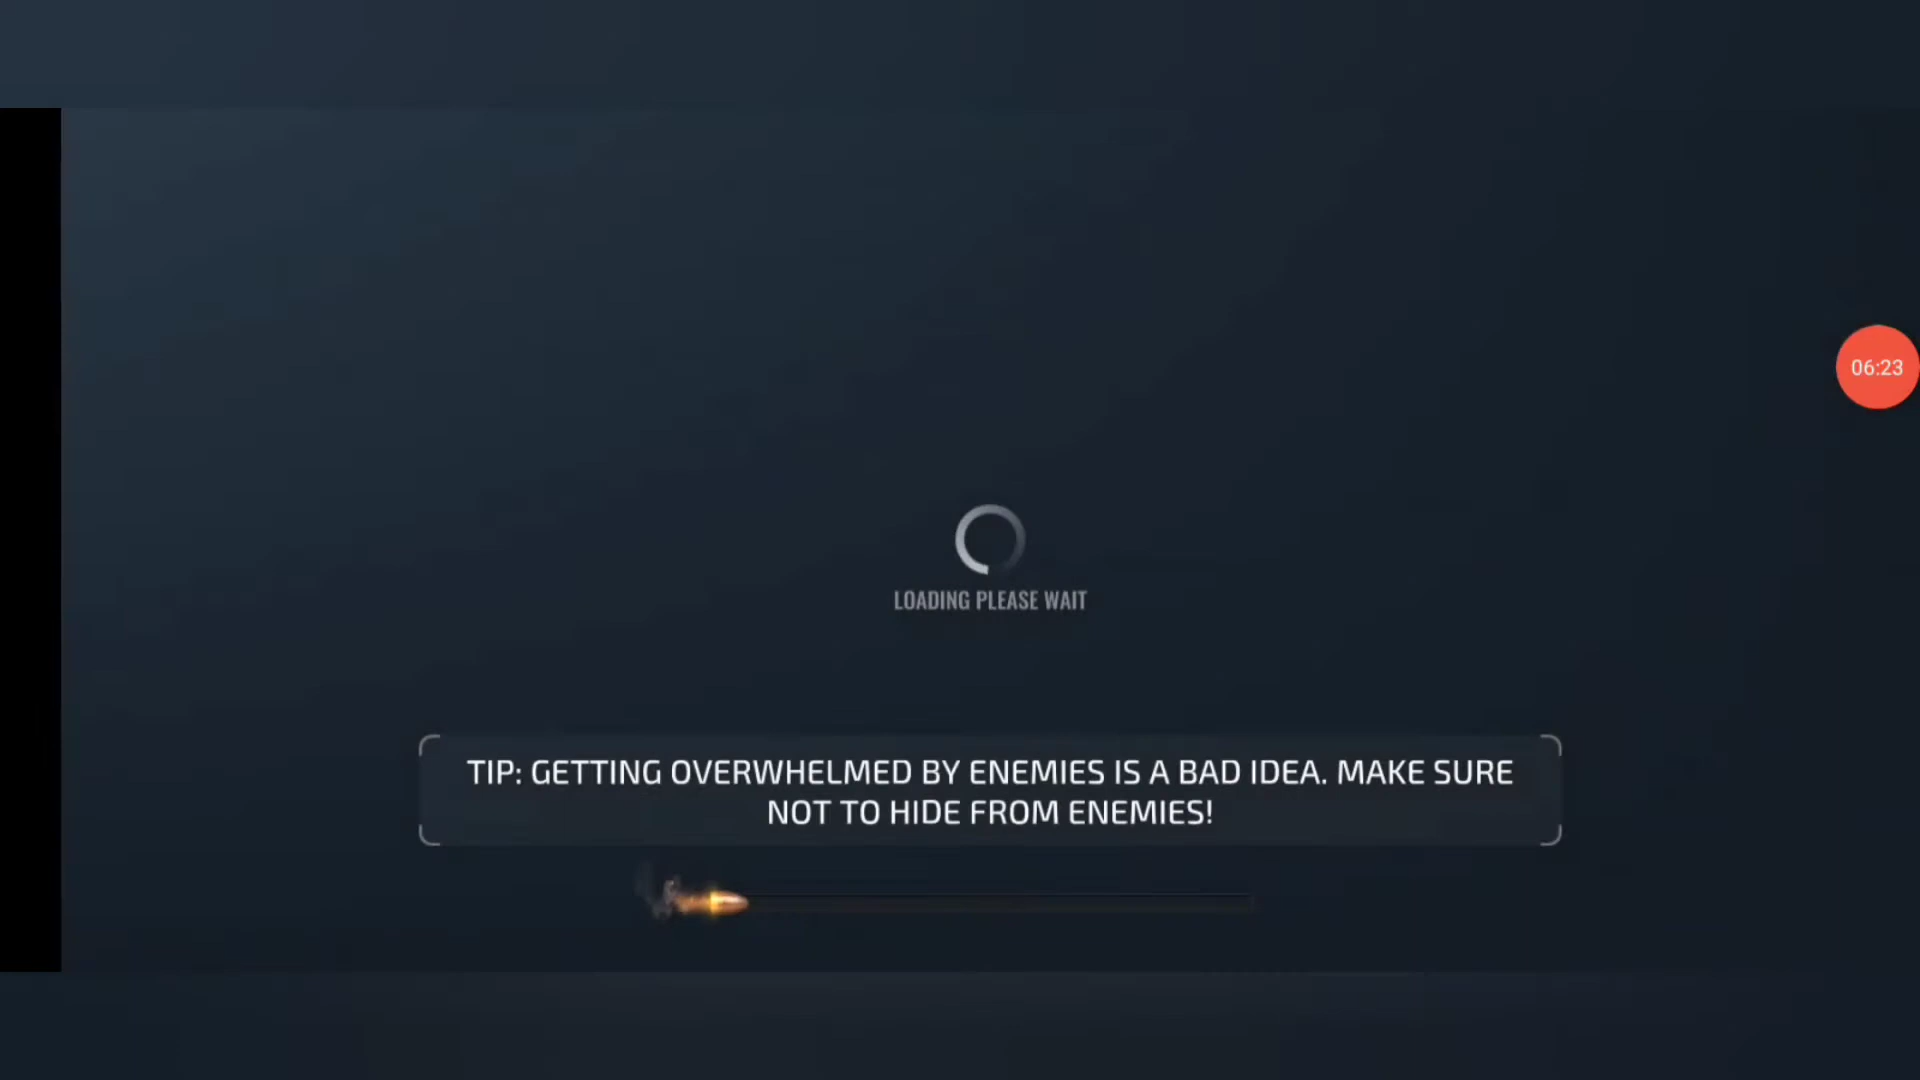 06:23
LOADING PLEASE WAIT
TIP: GETTING OVERWHELMED BY ENEMIES IS A BAD IDEA. MAKE SURE
NOT TO HIDE FROM ENEMIES!